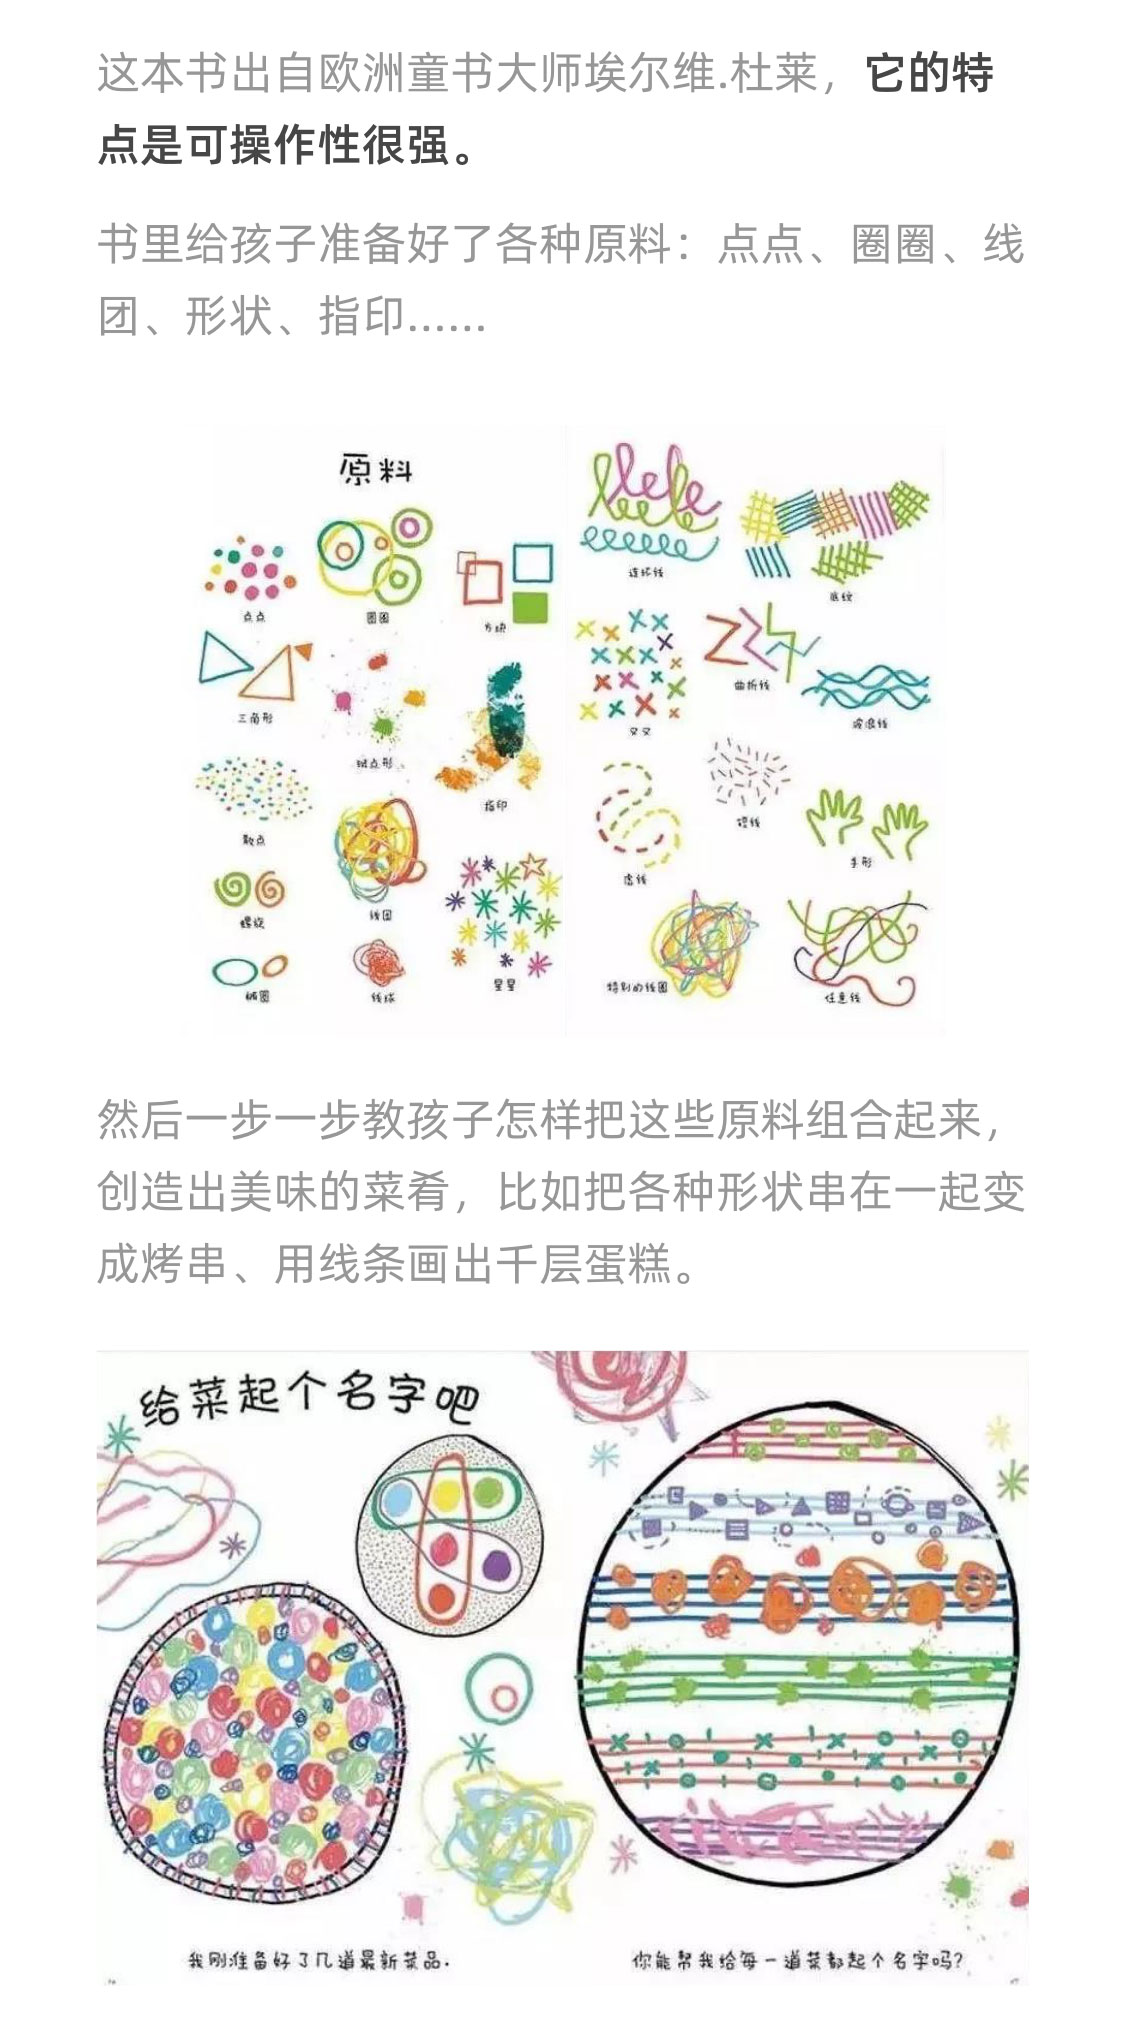 这本书出自欧洲童书大师埃尔维.杜莱，它的特
点是可操作性很强。
书里给孩子准备好了各种原料：点点、圈圈、线
团、形状、指印……
原料
点点
圈圈
方块
三角形
斑点形
指印
散点
线团
螺旋
椭圆
线球
星星
连环线
底纹
叉叉
曲折线
波浪线
虚线
短线
手形
特别的线圈
任意线
然后一步一步教孩子怎样把这些原料组合起来，
创造出美味的菜肴，比如把各种形状串在一起变
成烤串、用线条画出千层蛋糕。
给菜起个名字吧
我刚准备好了几道最新菜品.
你能帮我给每一道菜都起个名字吗？